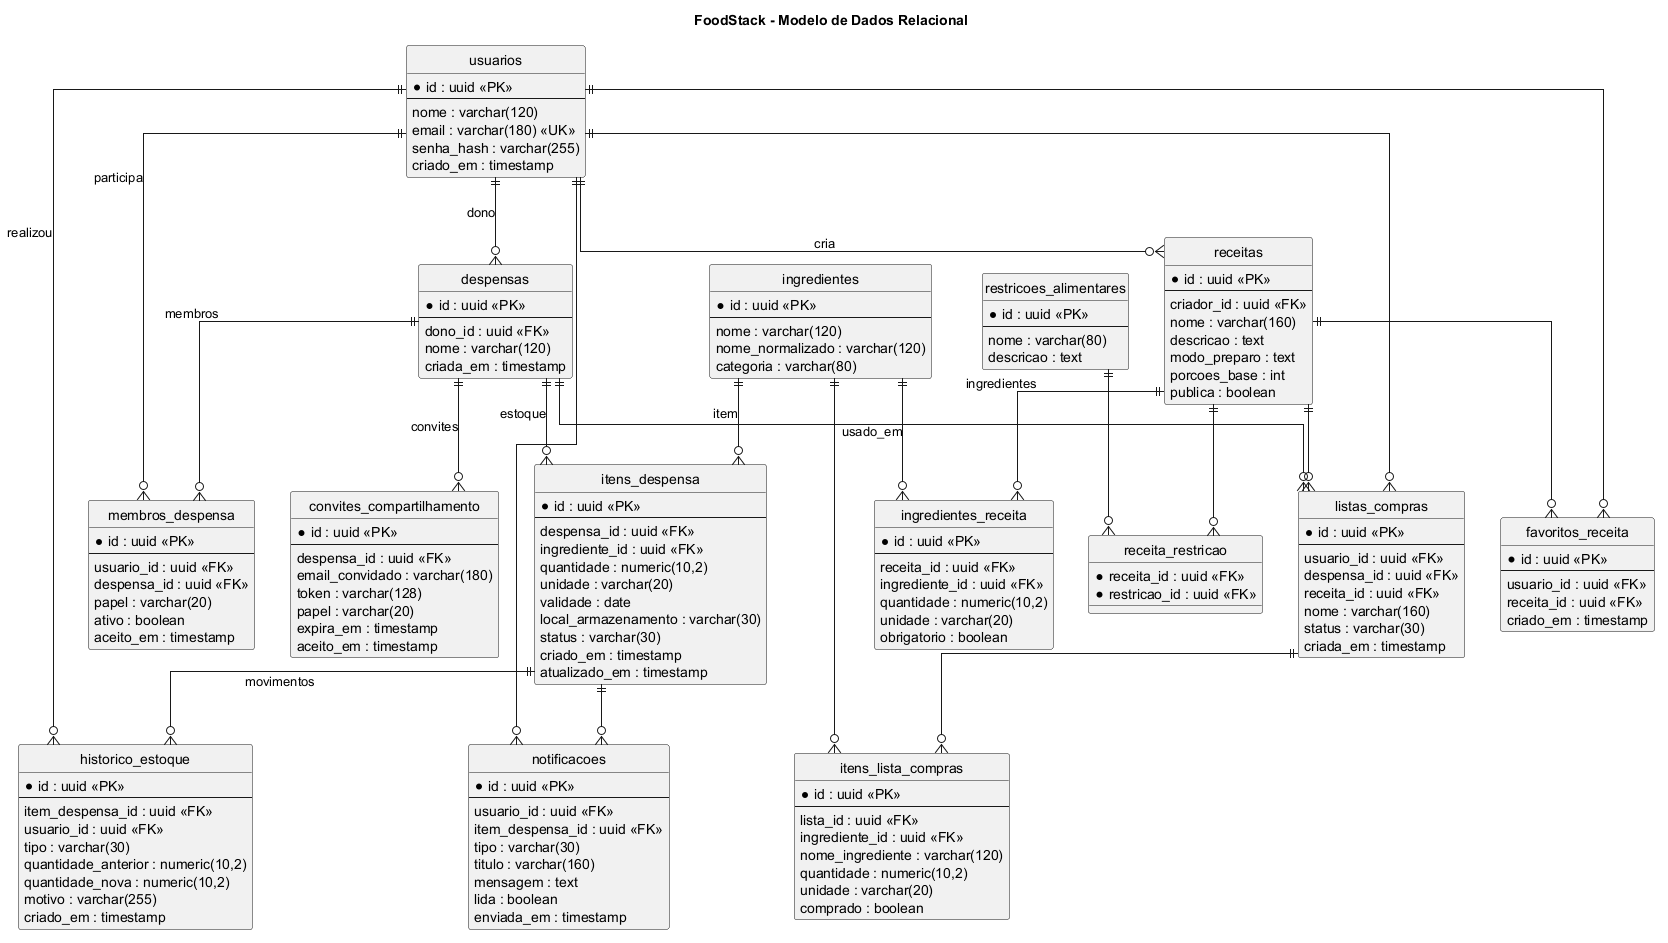 FoodStack - Modelo de Dados Relacional
usuarios
id : uuid «PK»
nome : varchar(120)
email : varchar(180) «UK»
senha_hash : varchar(255)
criado_em : timestamp
participa
realizou
dono
cria
membros
despensas
id : uuid «PK»
dono_id : uuid «FK»
nome : varchar(120)
criada_em : timestamp
ingredientes
id : uuid «PK»
nome : varchar(120)
nome_normalizado : varchar(120)
categoria : varchar(80)
restricoes_alimentares
id : uuid «PK»
nome : varchar(80)
descricao : text
receitas
id : uuid «PK»
criador_id : uuid «FK»
nome : varchar(160)
descricao : text
modo_preparo : text
porcoes_base : int
publica : boolean
convites
estoque
item
usado_em
ingredientes
membros_despensa
id : uuid «PK»
usuario_id : uuid «FK»
despensa_id : uuid «FK»
papel : varchar(20)
ativo : boolean
aceito_em : timestamp
convites_compartilhamento
id : uuid «PK»
despensa_id : uuid «FK»
email_convidado : varchar(180)
token : varchar(128)
papel : varchar(20)
expira_em : timestamp
aceito_em : timestamp
itens_despensa
id : uuid «PK»
despensa_id : uuid «FK»
ingrediente_id : uuid «FK»
quantidade : numeric(10,2)
unidade : varchar(20)
validade : date
local_armazenamento : varchar(30)
status : varchar(30)
criado_em : timestamp
atualizado_em : timestamp
ingredientes_receita
id : uuid «PK»
receita_id : uuid «FK»
ingrediente_id : uuid «FK»
quantidade : numeric(10,2)
unidade : varchar(20)
obrigatorio : boolean
receita_restricao
receita_id : uuid «FK»
restricao_id : uuid «FK»
listas_compras
id : uuid «PK»
usuario_id : uuid «FK»
despensa_id : uuid «FK»
receita_id : uuid «FK»
nome : varchar(160)
status : varchar(30)
criada_em : timestamp
favoritos_receita
id : uuid «PK»
usuario_id : uuid «FK»
receita_id : uuid «FK»
criado_em : timestamp
movimentos
historico_estoque
id : uuid «PK»
item_despensa_id : uuid «FK»
usuario_id : uuid «FK»
tipo : varchar(30)
quantidade_anterior : numeric(10,2)
quantidade_nova : numeric(10,2)
motivo : varchar(255)
criado_em : timestamp
notificacoes
id : uuid «PK»
usuario_id : uuid «FK»
item_despensa_id : uuid «FK»
tipo : varchar(30)
titulo : varchar(160)
mensagem : text
lida : boolean
enviada_em : timestamp
itens_lista_compras
id : uuid «PK»
lista_id : uuid «FK»
ingrediente_id : uuid «FK»
nome_ingrediente : varchar(120)
quantidade : numeric(10,2)
unidade : varchar(20)
comprado : boolean